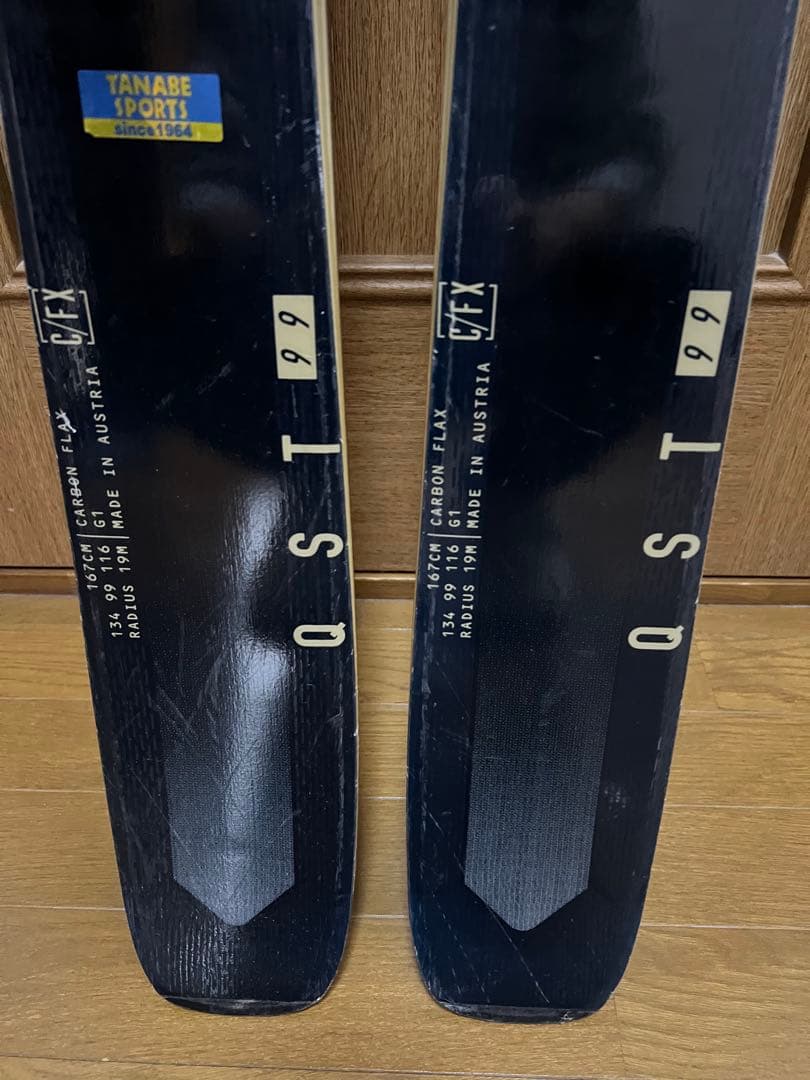 TANABE
SPORTS
since1964
C/FX
167CM | CARBON FLAX
134 99 116 | G1
RADIUS 19M | MADE IN AUSTRIA
QST 99
C/FX
167CM | CARBON FLAX
134 99 116 | G1
RADIUS 19M | MADE IN AUSTRIA
QST 99